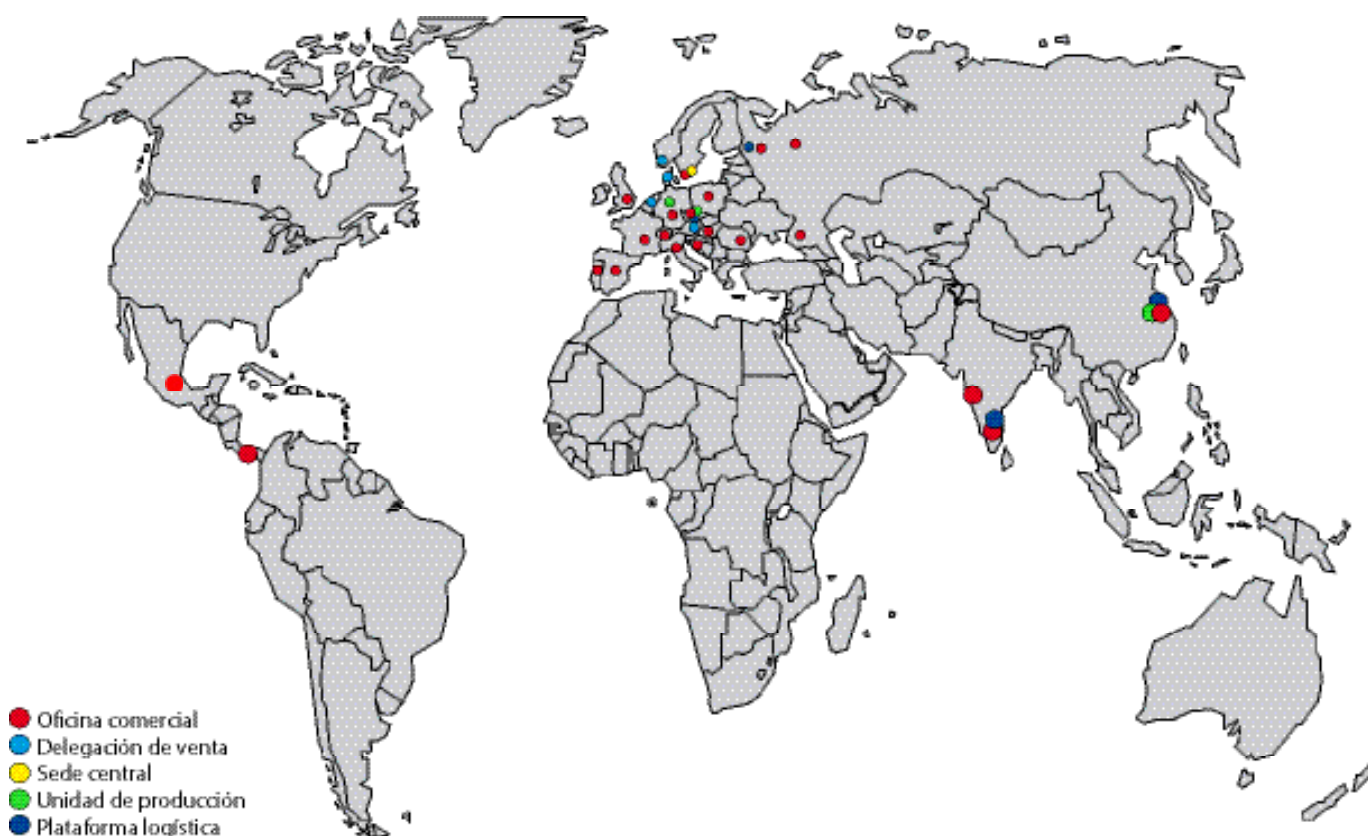 Oficina comercial
Delegación de venta
Sede central
Unidad de producción
Plataforma logística